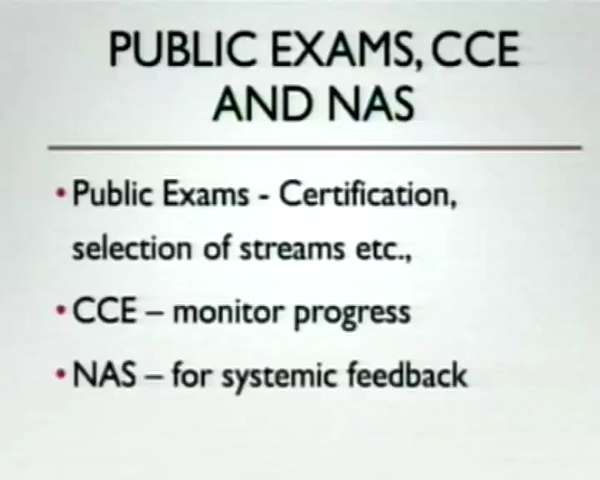 PUBLIC EXAMS, CCE
AND NAS
• Public Exams - Certification,
selection of streams etc.,
• CCE – monitor progress
• NAS – for systemic feedback